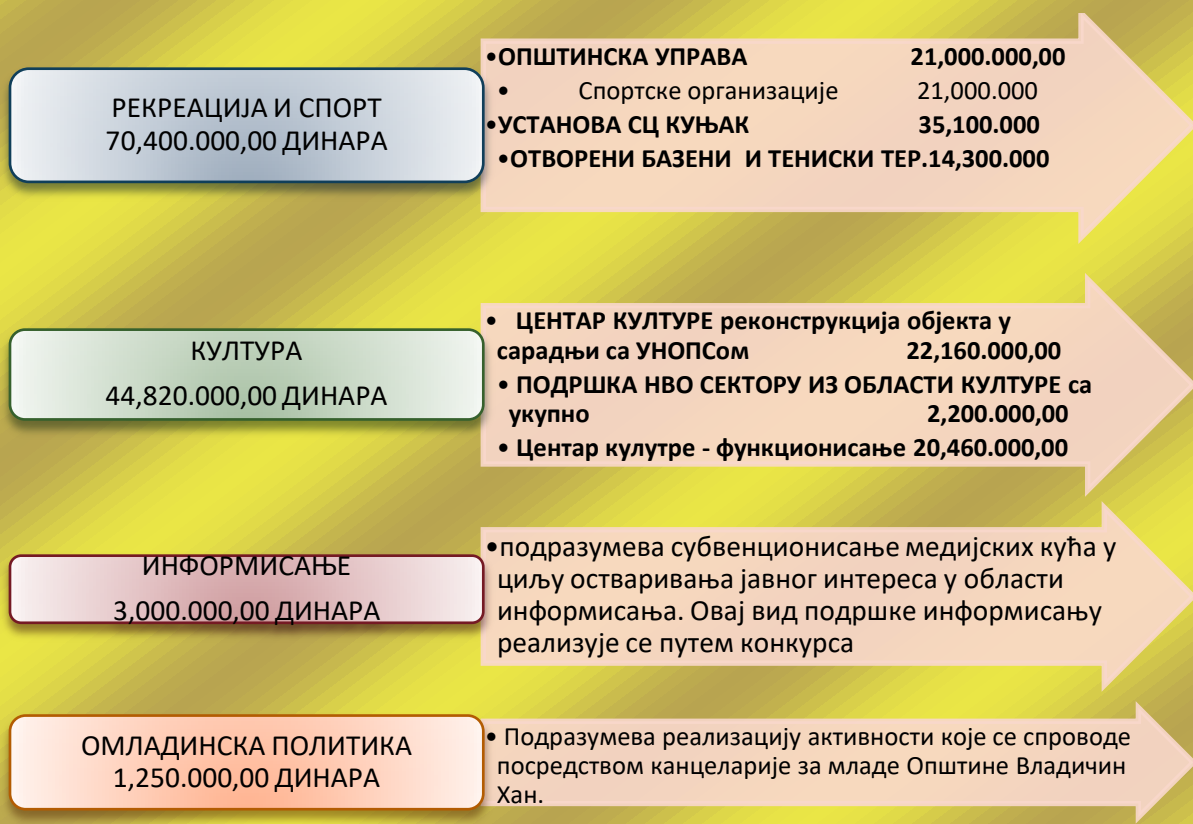 РЕКРЕАЦИЈА И СПОРТ
70,400.000,00 ДИНАРА
•ОПШТИНСКА УПРАВА 21,000.000,00
• Спортске организације 21,000.000
•УСТАНОВА СЦ КУЊАК 35,100.000
•ОТВОРЕНИ БАЗЕНИ И ТЕНИСКИ ТЕР.14,300.000
КУЛТУРА
44,820.000,00 ДИНАРА
• ЦЕНТАР КУЛТУРЕ реконструкција објекта у
сарадњи са УНОПСом 22,160.000,00
• ПОДРШКА НВО СЕКТОРУ ИЗ ОБЛАСТИ КУЛТУРЕ са
укупно 2,200.000,00
• Центар кулутре - функционисање 20,460.000,00
ИНФОРМИСАЊЕ
3,000.000,00 ДИНАРА
•подразумева субвенционисање медијских кућа у
циљу остваривања јавног интереса у области
информисања. Овај вид подршке информисању
реализује се путем конкурса
ОМЛАДИНСКА ПОЛИТИКА
1,250.000,00 ДИНАРА
• Подразумева реализацију активности које се спроводе
посредством канцеларије за младе Општине Владичин
Хан.